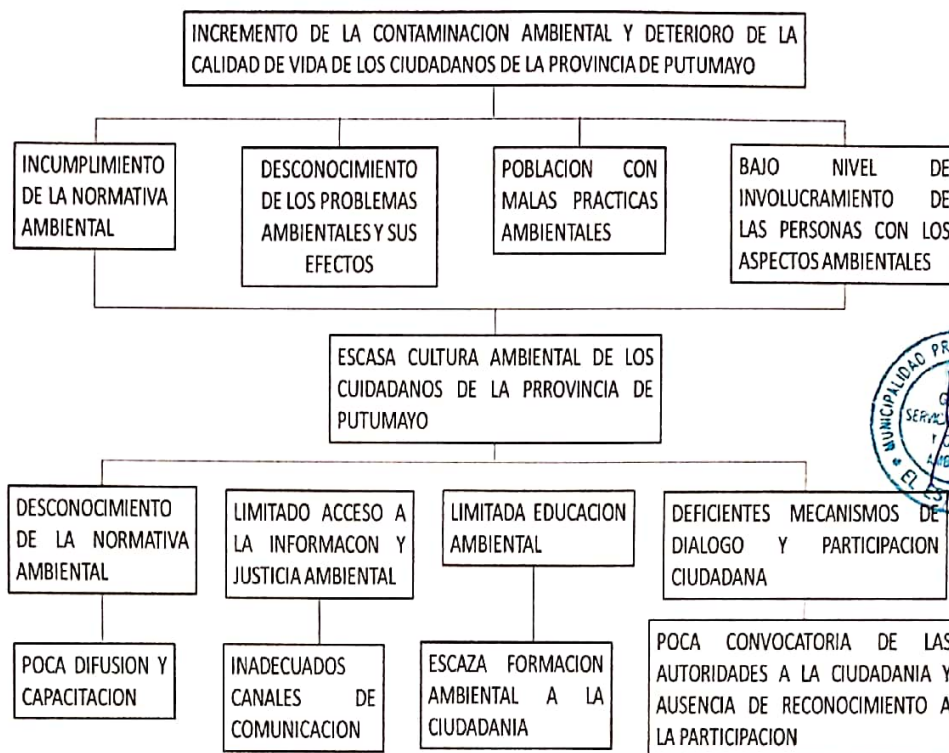 INCREMENTO DE LA CONTAMINACION AMBIENTAL Y DETERIORO DE LA
CALIDAD DE VIDA DE LOS CIUDADANOS DE LA PROVINCIA DE PUTUMAYO
INCUMPLIMIENTO
DE LA NORMATIVA
AMBIENTAL
DESCONOCIMIENTO
DE LOS PROBLEMAS
AMBIENTALES Y SUS
EFECTOS
POBLACION CON
MALAS PRACTICAS
AMBIENTALES
BAJO NIVEL DE
INVOLUCRAMIENTO DE
LAS PERSONAS CON LOS
ASPECTOS AMBIENTALES
ESCASA CULTURA AMBIENTAL DE LOS
CUIDADANOS DE LA PRROVINCIA DE
PUTUMAYO
MUNICIPALIDAD
DESCONOCIMIENTO
DE LA NORMATIVA
AMBIENTAL
LIMITADO ACCESO A
LA INFORMACON Y
JUSTICIA AMBIENTAL
LIMITADA EDUCACION
AMBIENTAL
DEFICIENTES MECANISMOS DE
DIALOGO Y PARTICIPACION
CIUDADANA
POCA DIFUSION Y
CAPACITACION
INADECUADOS
CANALES DE
COMUNICACION
ESCAZA FORMACION
AMBIENTAL A LA
CIUDADANIA
POCA CONVOCATORIA DE LAS
AUTORIDADES A LA CIUDADANIA Y
AUSENCIA DE RECONOCIMIENTO A
LA PARTICIPACION